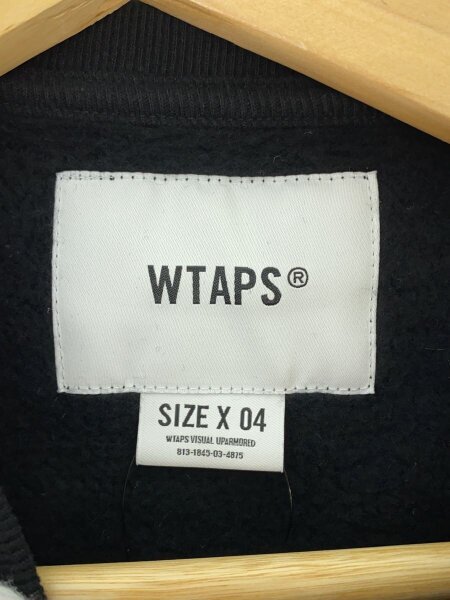 WTAPS®
SIZE X 04
WTAPS VISUAL UPARMORED
813-1845-03-4875